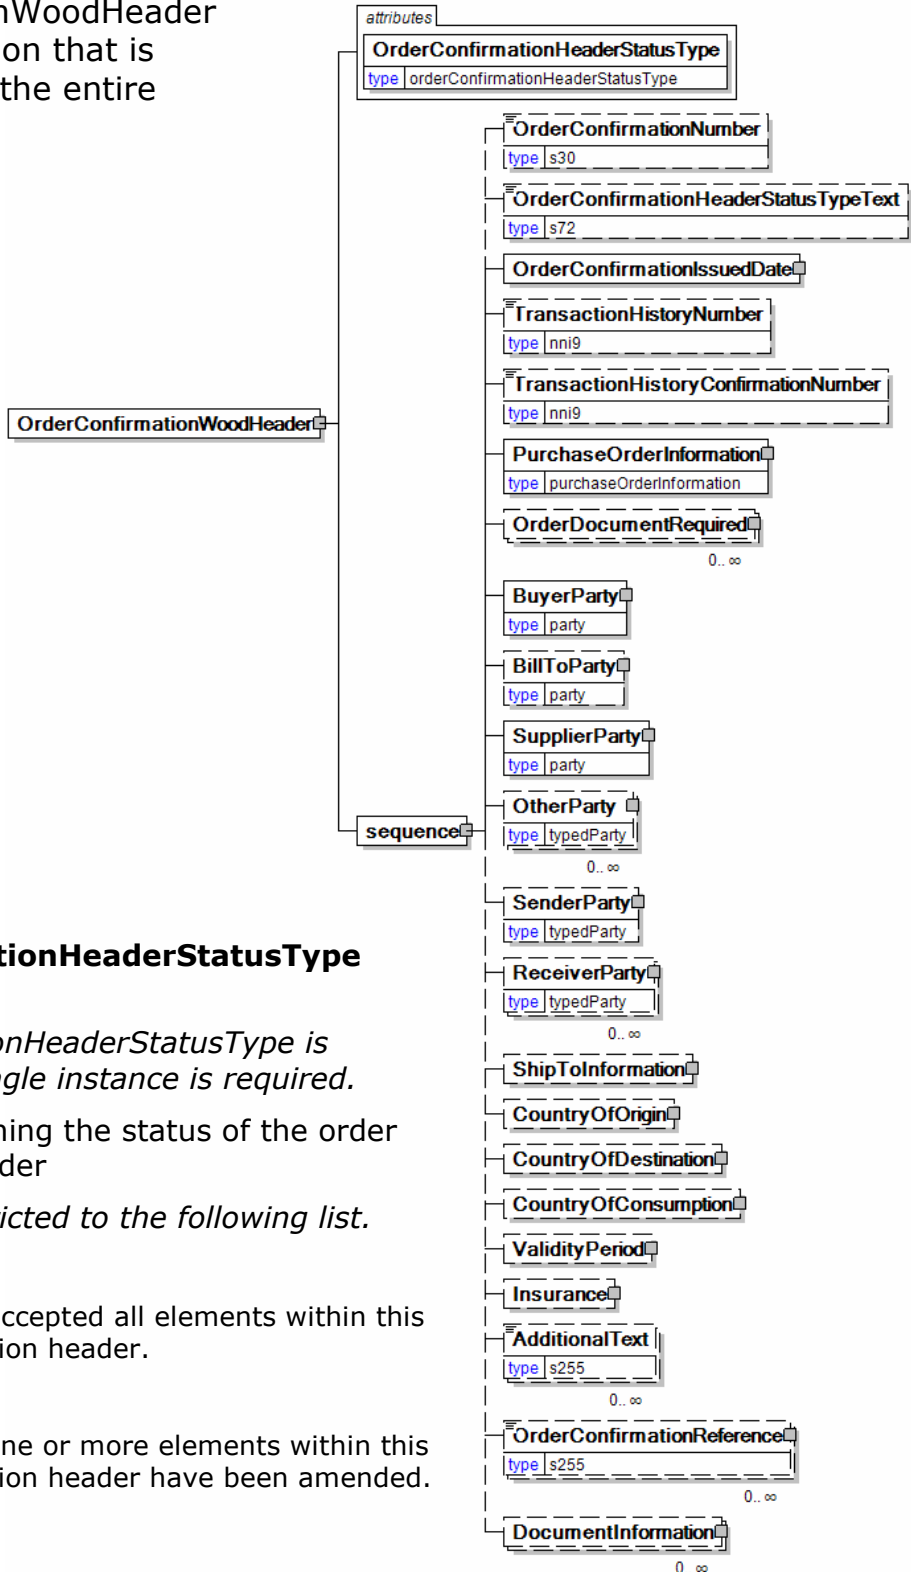 nWoodHeader
on that is
the entire
attributes
OrderConfirmationHeaderStatusType
type orderConfirmationHeaderStatusType
OrderConfirmationNumber
type s30
OrderConfirmationHeaderStatusTypeText
type s72
OrderConfirmationIssuedDate
TransactionHistoryNumber
type nni9
TransactionHistoryConfirmationNumber
type nni9
OrderConfirmationWoodHeader
PurchaseOrderInformation
type purchaseOrderInformation
OrderDocumentRequired
0.. ∞
BuyerParty
type party
BillToParty
type party
SupplierParty
type party
OtherParty
type typedParty
0.. ∞
sequence
SenderParty
type typedParty
ReceiverParty
type typedParty
0.. ∞
ShipToInformation
CountryOfOrigin
CountryOfDestination
CountryOfConsumption
ValidityPeriod
Insurance
AdditionalText
type s255
0.. ∞
OrderConfirmationReference
type s255
0.. ∞
DocumentInformation
0.. ∞
tionHeaderStatusType
onHeaderStatusType is
ngle instance is required.
ning the status of the order
der
ricted to the following list.
accepted all elements within this
ion header.
ne or more elements within this
ion header have been amended.